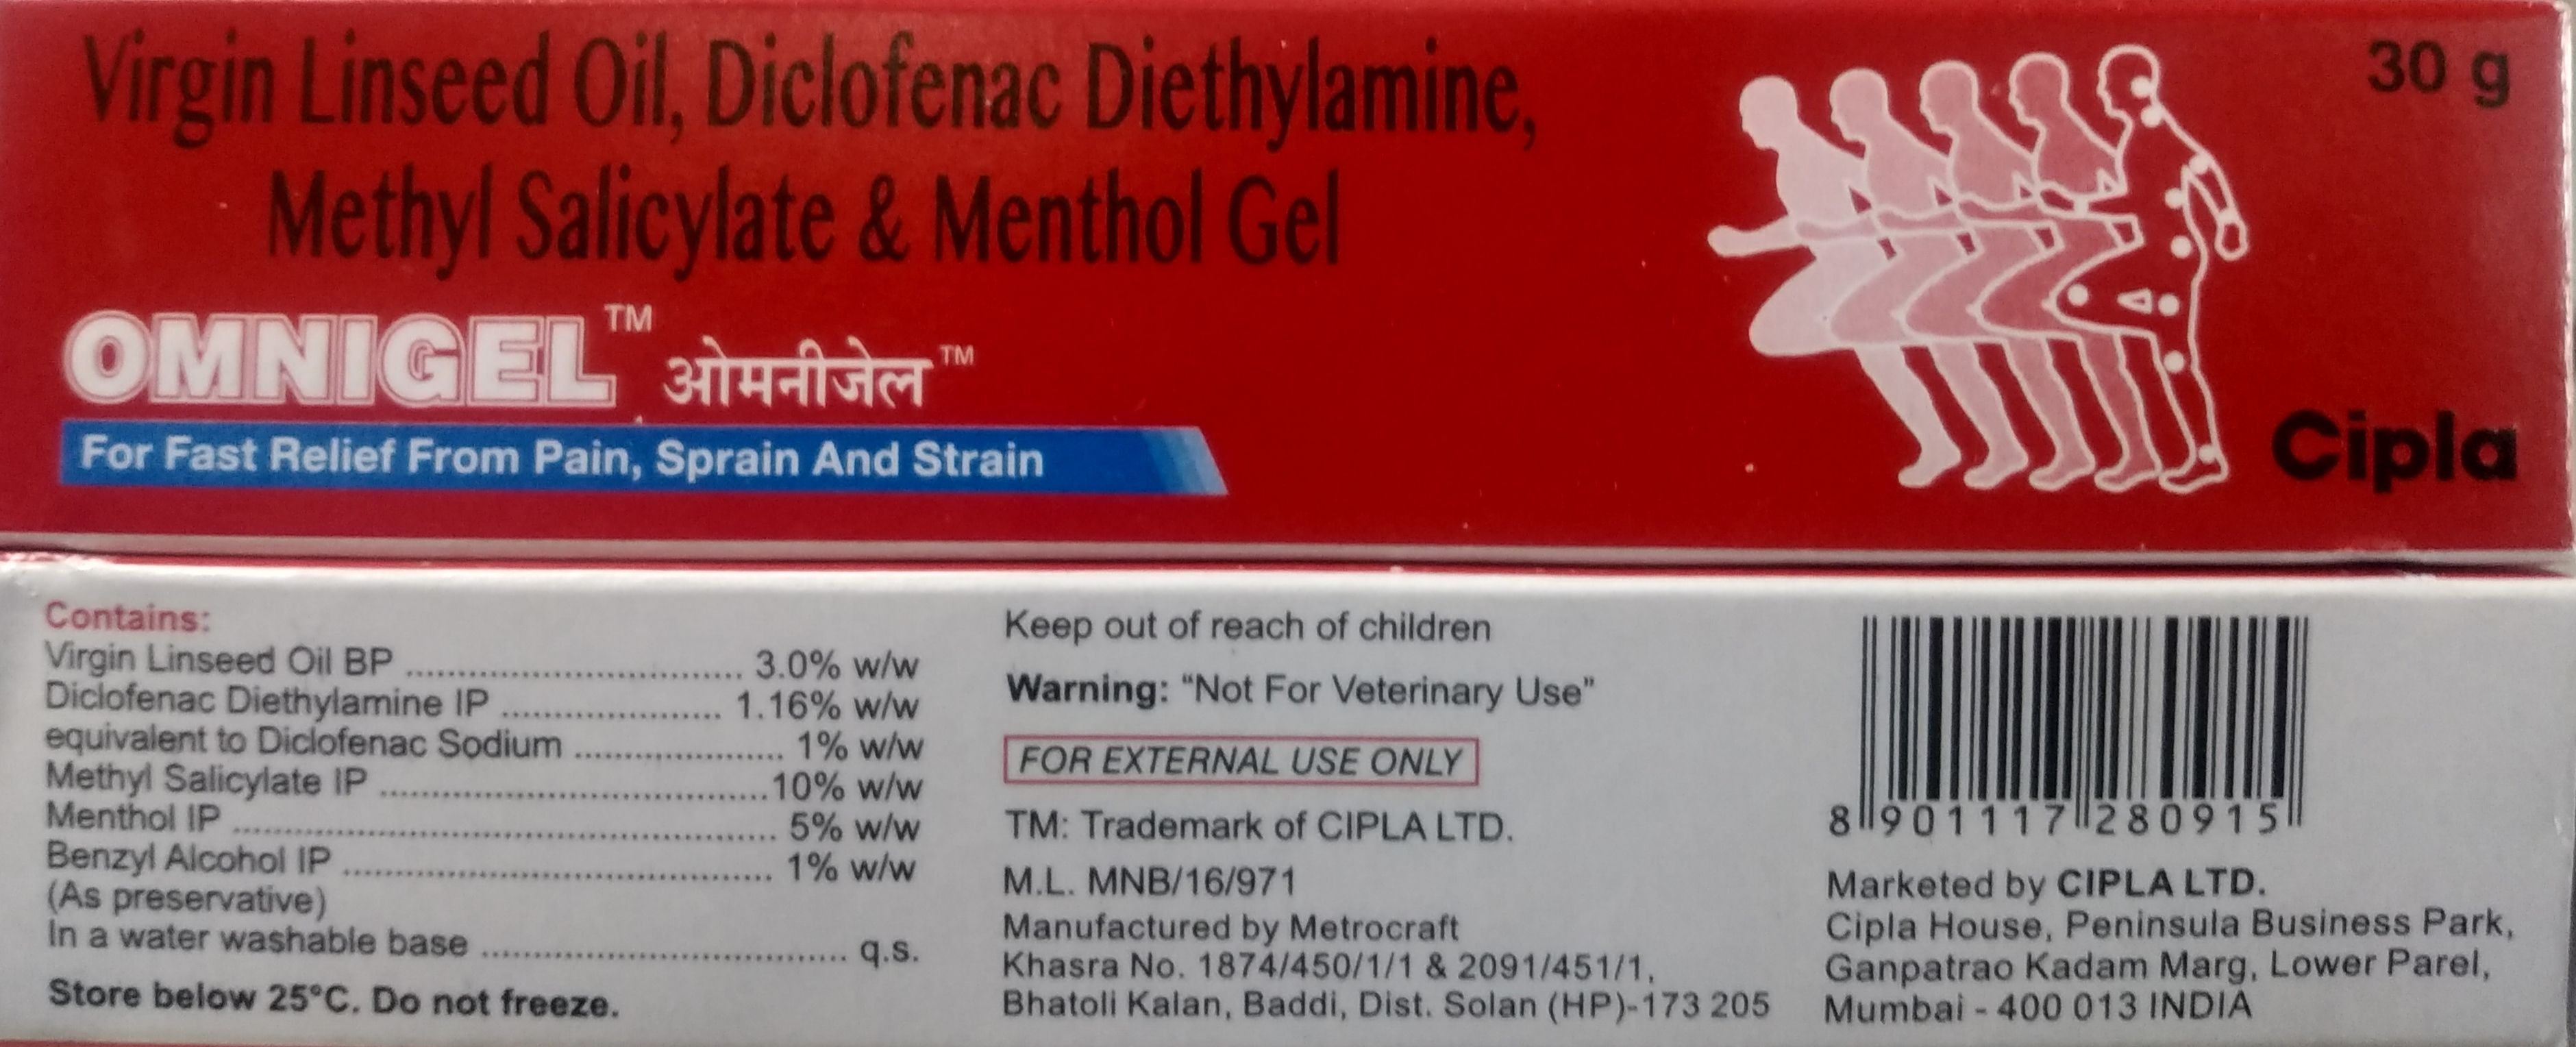 Virgin Linseed Oil, Diclofenac Diethylamine,
Methyl Salicylate & Menthol Gel
30 g
OMNIGEL™ ओमनीजेल™
For Fast Relief From Pain, Sprain And Strain
Cipla
Contains:
Virgin Linseed Oil BP .................................. 3.0% w/w
Diclofenac Diethylamine IP ...................... 1.16% w/w
equivalent to Diclofenac Sodium ..................... 1% w/w
Methyl Salicylate IP .......................................10% w/w
Menthol IP ....................................................... 5% w/w
Benzyl Alcohol IP ........................................... 1% w/w
(As preservative)
In a water washable base ..................................... q.s.
Store below 25°C. Do not freeze.
Keep out of reach of children
Warning: “Not For Veterinary Use”
FOR EXTERNAL USE ONLY
TM: Trademark of CIPLA LTD.
M.L. MNB/16/971
Manufactured by Metrocraft
Khasra No. 1874/450/1/1 & 2091/451/1,
Bhatoli Kalan, Baddi, Dist. Solan (HP)-173 205
8 901117 280915
Marketed by CIPLA LTD.
Cipla House, Peninsula Business Park,
Ganpatrao Kadam Marg, Lower Parel,
Mumbai - 400 013 INDIA